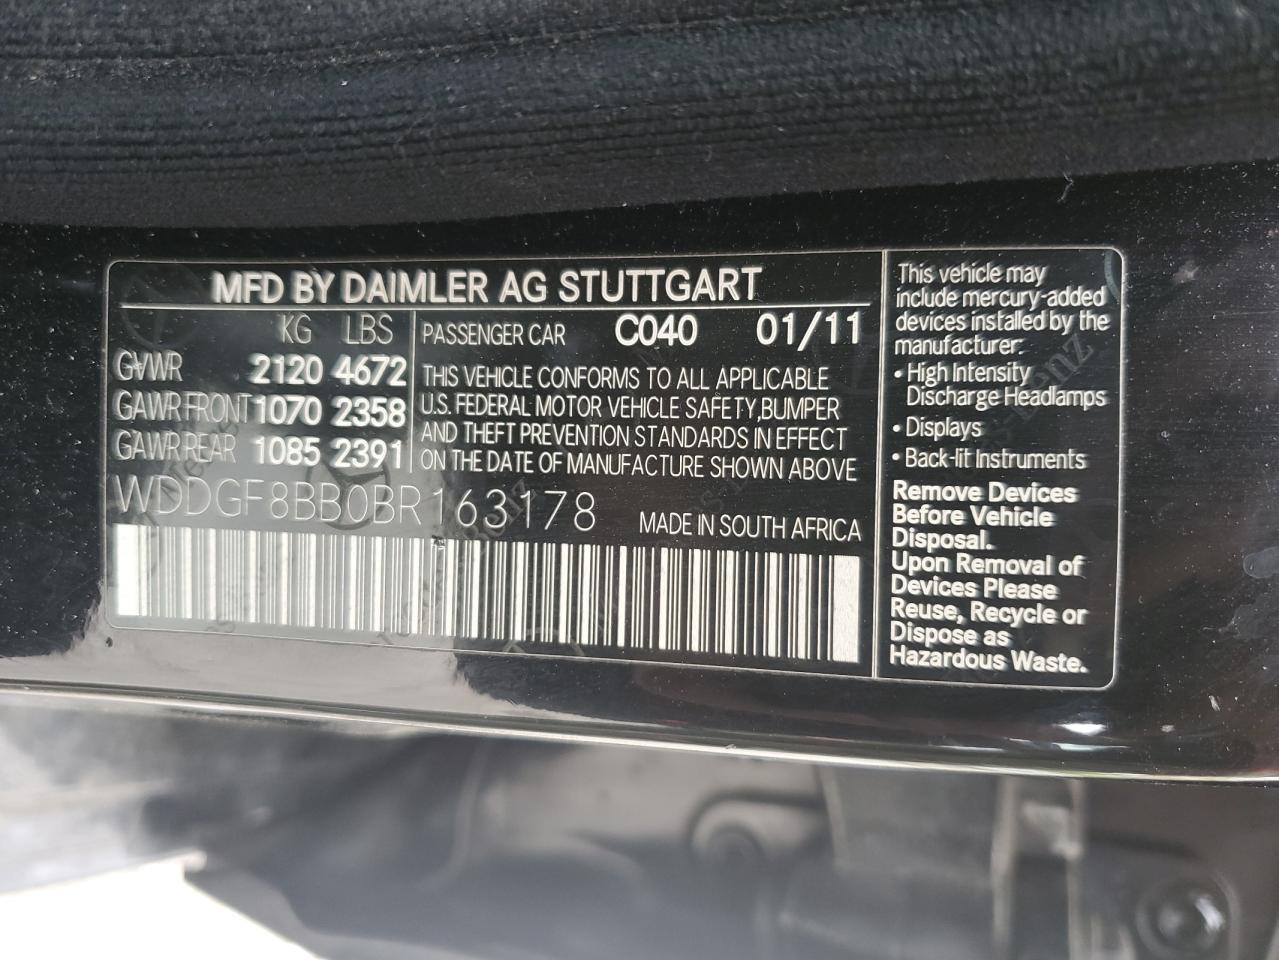 MFD BY DAIMLER AG STUTTGART
KG LBS
GVWR 2120 4672
GAWR FRONT 1070 2358
GAWR REAR 1085 2391
PASSENGER CAR C040 01/11
THIS VEHICLE CONFORMS TO ALL APPLICABLE
U.S. FEDERAL MOTOR VEHICLE SAFETY, BUMPER
AND THEFT PREVENTION STANDARDS IN EFFECT
ON THE DATE OF MANUFACTURE SHOWN ABOVE
WDDGF8BB0BR163178
MADE IN SOUTH AFRICA
This vehicle may
include mercury-added
devices installed by the
manufacturer:
• High Intensity
Discharge Headlamps
• Displays
• Back-lit Instruments
Remove Devices
Before Vehicle
Disposal.
Upon Removal of
Devices Please
Reuse, Recycle or
Dispose as
Hazardous Waste.